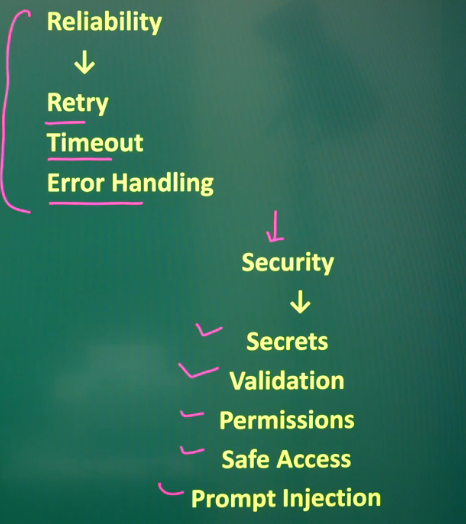 Reliability
↓
Retry
Timeout
Error Handling
Security
↓
Secrets
Validation
Permissions
Safe Access
Prompt Injection